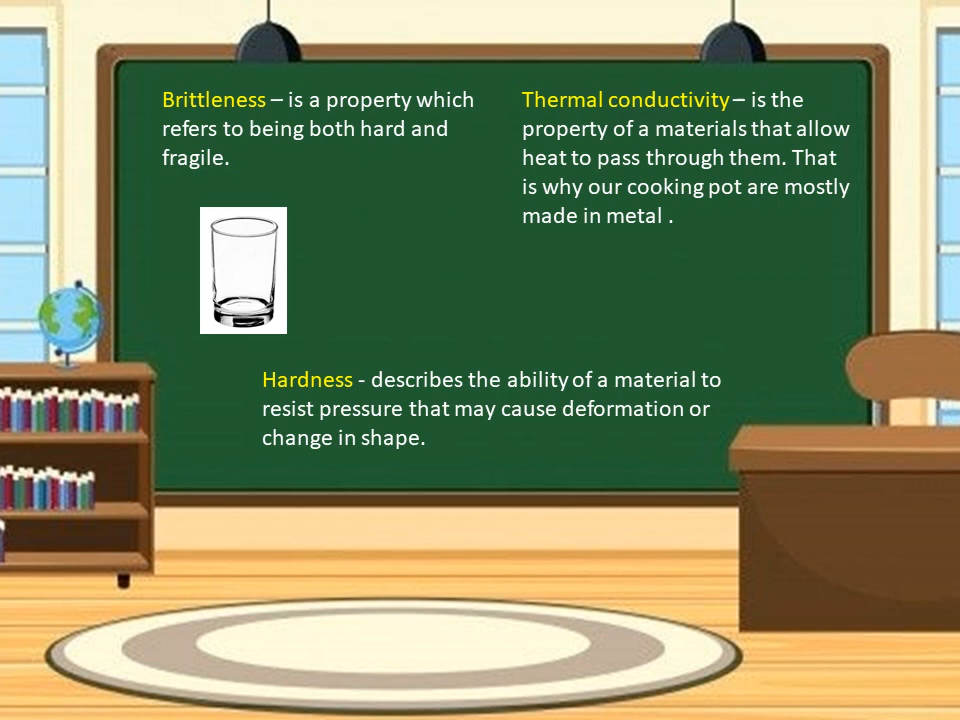 Brittleness – is a property which
refers to being both hard and
fragile.
Thermal conductivity – is the
property of a materials that allow
heat to pass through them. That
is why our cooking pot are mostly
made in metal .
Hardness - describes the ability of a material to
resist pressure that may cause deformation or
change in shape.